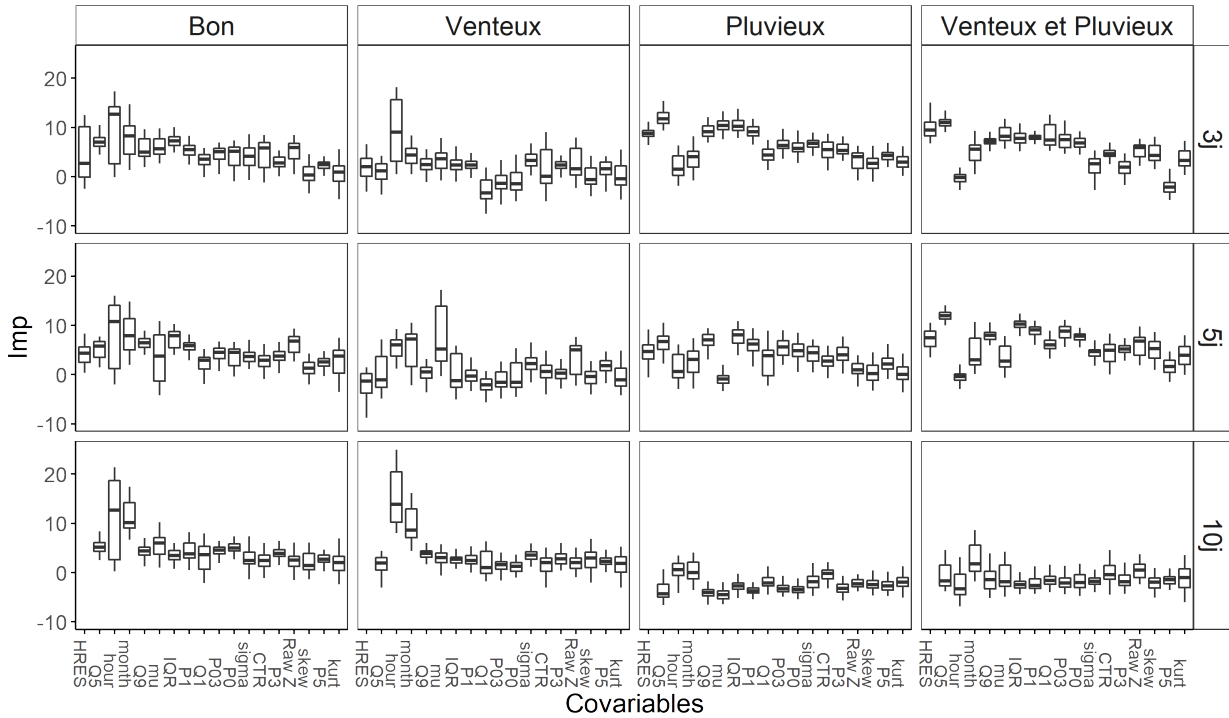 Bon
Venteux
Pluvieux
Venteux et Pluvieux
20
10
0
-10
3j
20
10
0
-10
5j
20
10
0
-10
10j
Imp
HRES Q5 hour month Q9 mu IQR P1 Q1 P03 P0 sigma CTR P3 Raw Z skew P5 kurt
HRES Q5 hour month Q9 mu IQR P1 Q1 P03 P0 sigma CTR P3 Raw Z skew P5 kurt
HRES Q5 hour month Q9 mu IQR P1 Q1 P03 P0 sigma CTR P3 Raw Z skew P5 kurt
HRES Q5 hour month Q9 mu IQR P1 Q1 P03 P0 sigma CTR P3 Raw Z skew P5 kurt
Covariables